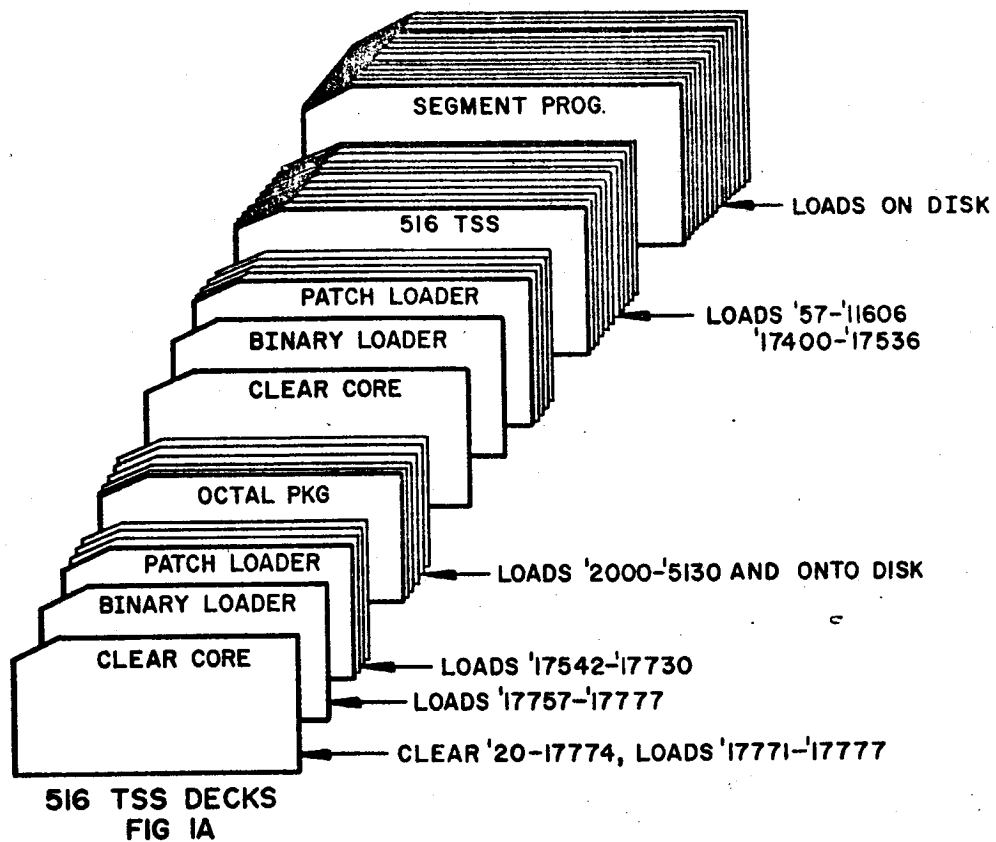 SEGMENT PROG.
LOADS ON DISK
516 TSS
LOADS '57-'11606
'17400-'17536
PATCH LOADER
BINARY LOADER
CLEAR CORE
OCTAL PKG
LOADS '2000-'5130 AND ONTO DISK
PATCH LOADER
LOADS '17542-'17730
BINARY LOADER
LOADS '17757-'17777
CLEAR CORE
CLEAR '20-17774, LOADS '17771-'17777
516 TSS DECKS
FIG 1A